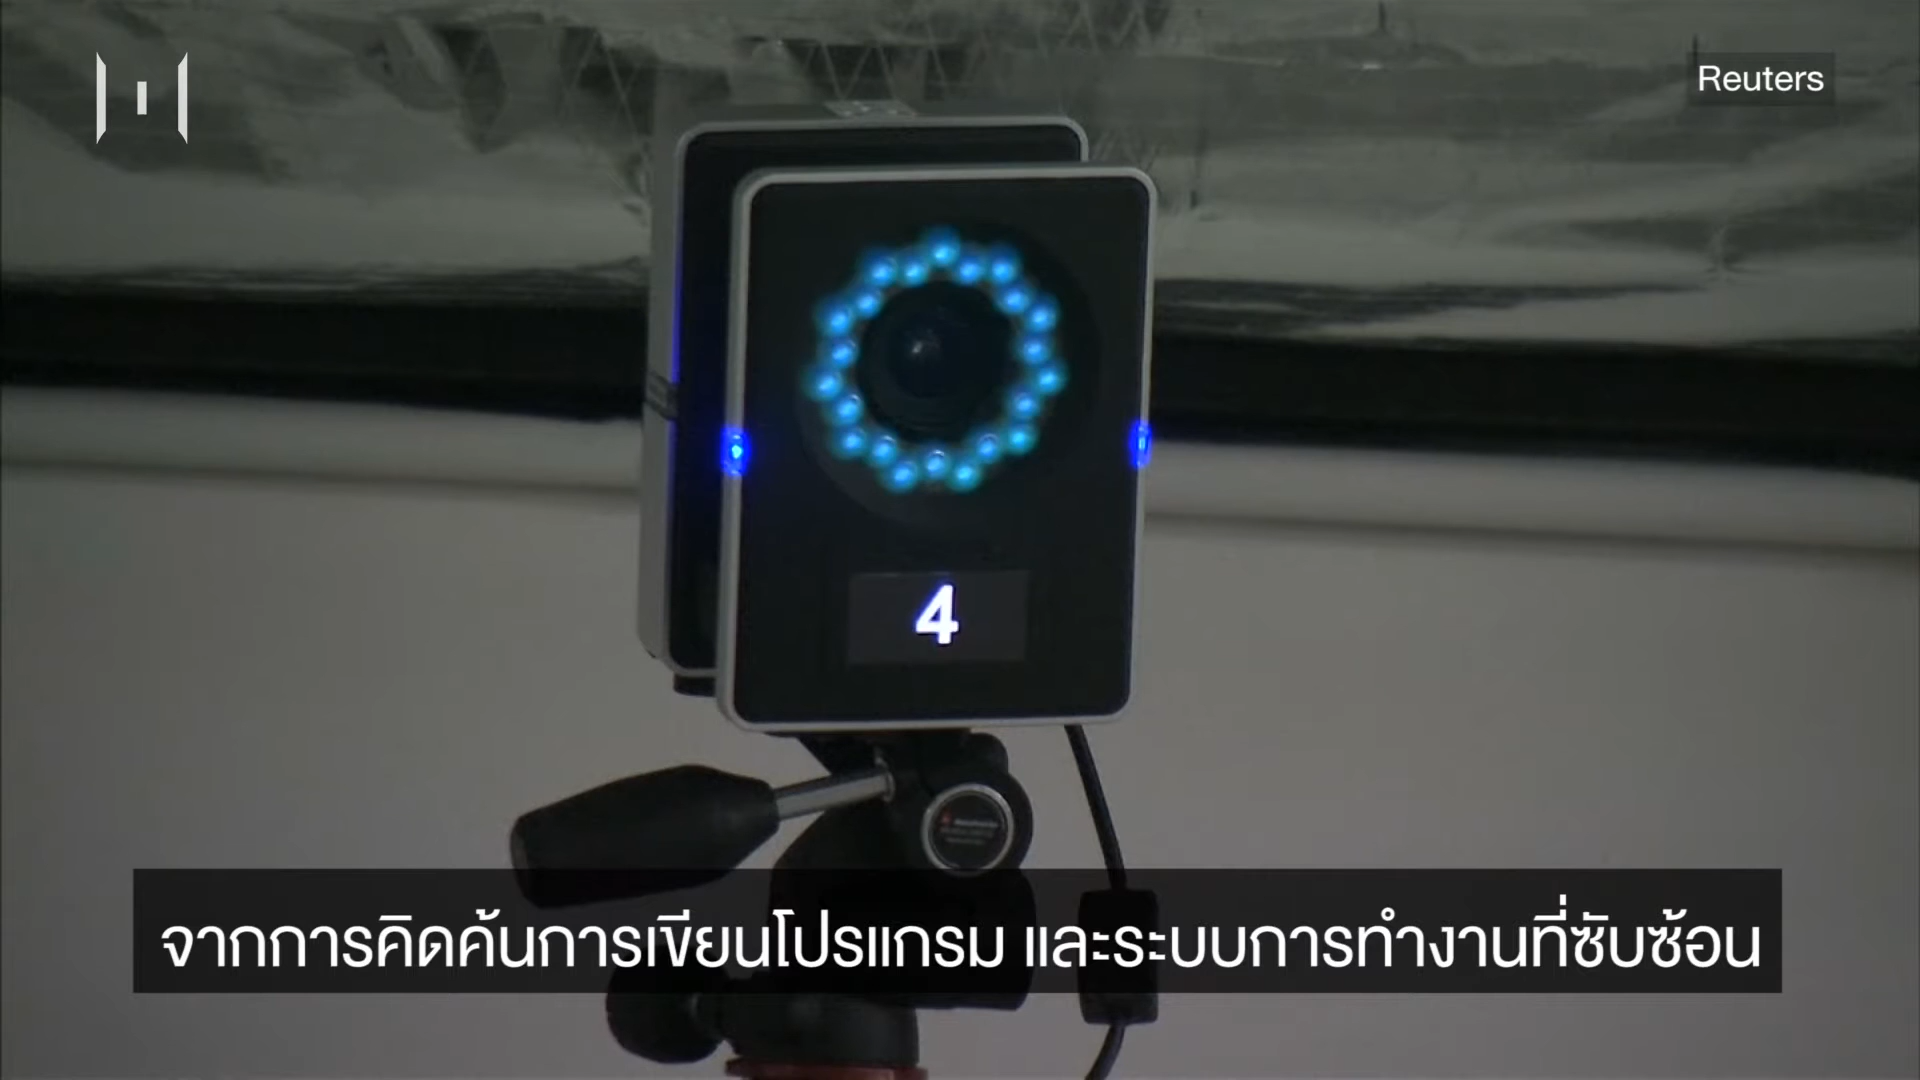 Reuters
4
จากการคิดค้นการเขียนโปรแกรม และระบบการทำงานที่ซับซ้อน